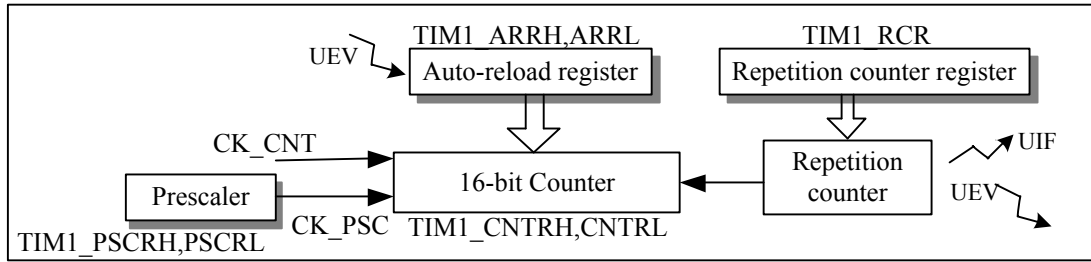 TIM1_ARRH,ARRL
TIM1_RCR
UEV
Auto-reload register
Repetition counter register
CK_CNT
16-bit Counter
Repetition
counter
UIF
UEV
Prescaler
CK_PSC
TIM1_CNTRH,CNTRL
TIM1_PSCRH,PSCRL